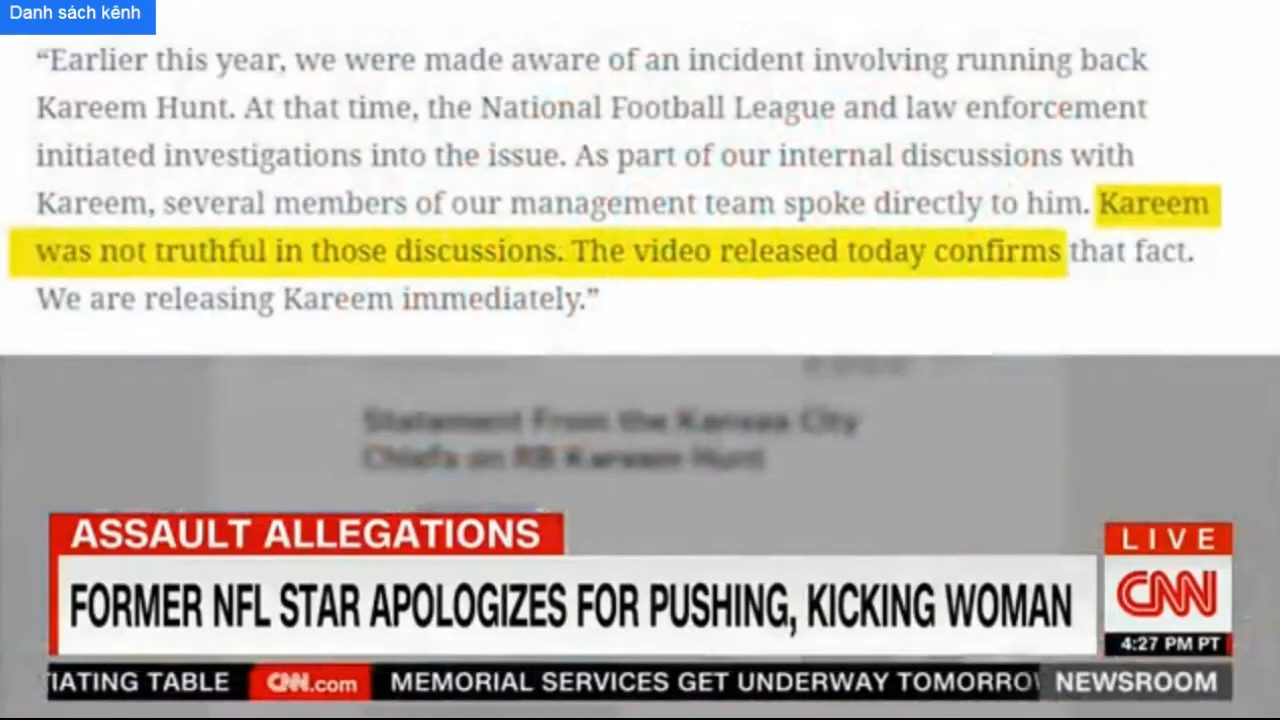 Danh sách kênh
“Earlier this year, we were made aware of an incident involving running back
Kareem Hunt. At that time, the National Football League and law enforcement
initiated investigations into the issue. As part of our internal discussions with
Kareem, several members of our management team spoke directly to him. Kareem
was not truthful in those discussions. The video released today confirms that fact.
We are releasing Kareem immediately.”
Statement From the Kansas City
Chiefs on RB Kareem Hunt
ASSAULT ALLEGATIONS
FORMER NFL STAR APOLOGIZES FOR PUSHING, KICKING WOMAN
LIVE
CNN
4:27 PM PT
IATING TABLE CNN.com MEMORIAL SERVICES GET UNDERWAY TOMORRO NEWSROOM